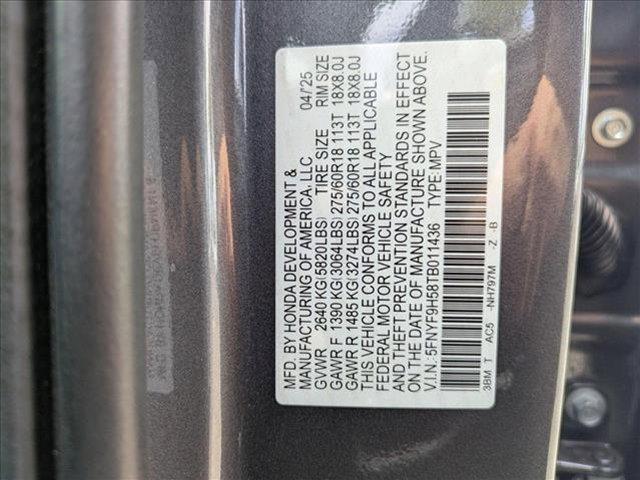 MFD. BY HONDA DEVELOPMENT &
MANUFACTURING OF AMERICA, LLC 04/25
GVWR 2640KG(5820LBS) TIRE SIZE RIM SIZE
GAWR F 1390 KG(3064LBS)275/60R18 113T 18X8.0J
GAWR R 1485 KG(3274LBS)275/60R18 113T 18X8.0J
THIS VEHICLE CONFORMS TO ALL APPLICABLE
FEDERAL MOTOR VEHICLE SAFETY
AND THEFT PREVENTION STANDARDS IN EFFECT
ON THE DATE OF MANUFACTURE SHOWN ABOVE.
V.I.N.: 5FNYF9H58TB011436 TYPE:MPV
3BM T AC5 -NH797M -Z -B